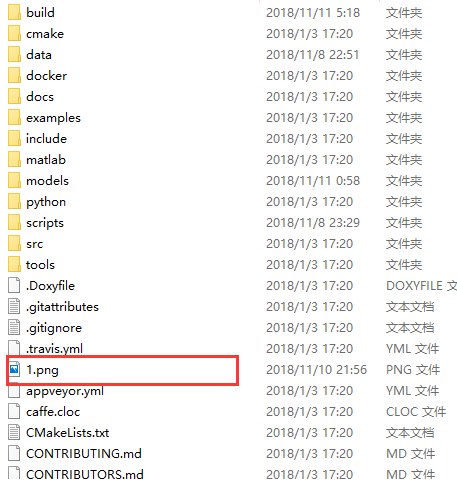 build 2018/11/11 5:18 文件夹
cmake 2018/1/3 17:20 文件夹
data 2018/11/8 22:51 文件夹
docker 2018/1/3 17:20 文件夹
docs 2018/1/3 17:20 文件夹
examples 2018/1/3 17:20 文件夹
include 2018/1/3 17:20 文件夹
matlab 2018/1/3 17:20 文件夹
models 2018/11/11 0:58 文件夹
python 2018/1/3 17:20 文件夹
scripts 2018/11/8 23:29 文件夹
src 2018/1/3 17:20 文件夹
tools 2018/1/3 17:20 文件夹
.Doxyfile 2018/1/3 17:20 DOXYFILE 文
.gitattributes 2018/1/3 17:20 文本文档
.gitignore 2018/1/3 17:20 文本文档
.travis.yml 2018/1/3 17:20 YML 文件
1.png 2018/11/10 21:56 PNG 文件
appveyor.yml 2018/1/3 17:20 YML 文件
caffe.cloc 2018/1/3 17:20 CLOC 文件
CMakeLists.txt 2018/1/3 17:20 文本文档
CONTRIBUTING.md 2018/1/3 17:20 MD 文件
CONTRIBUTORS.md 2018/1/3 17:20 MD 文件